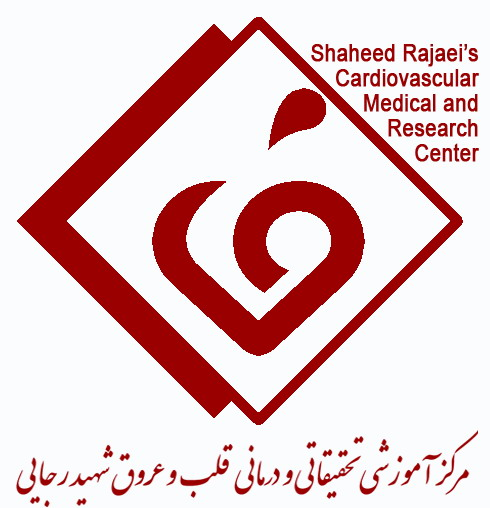 Shaheed Rajaei's
Cardiovascular
Medical and
Research
Center
مرکز آموزشی تحقیقاتی و درمانی قلب و عروق شهید رجایی